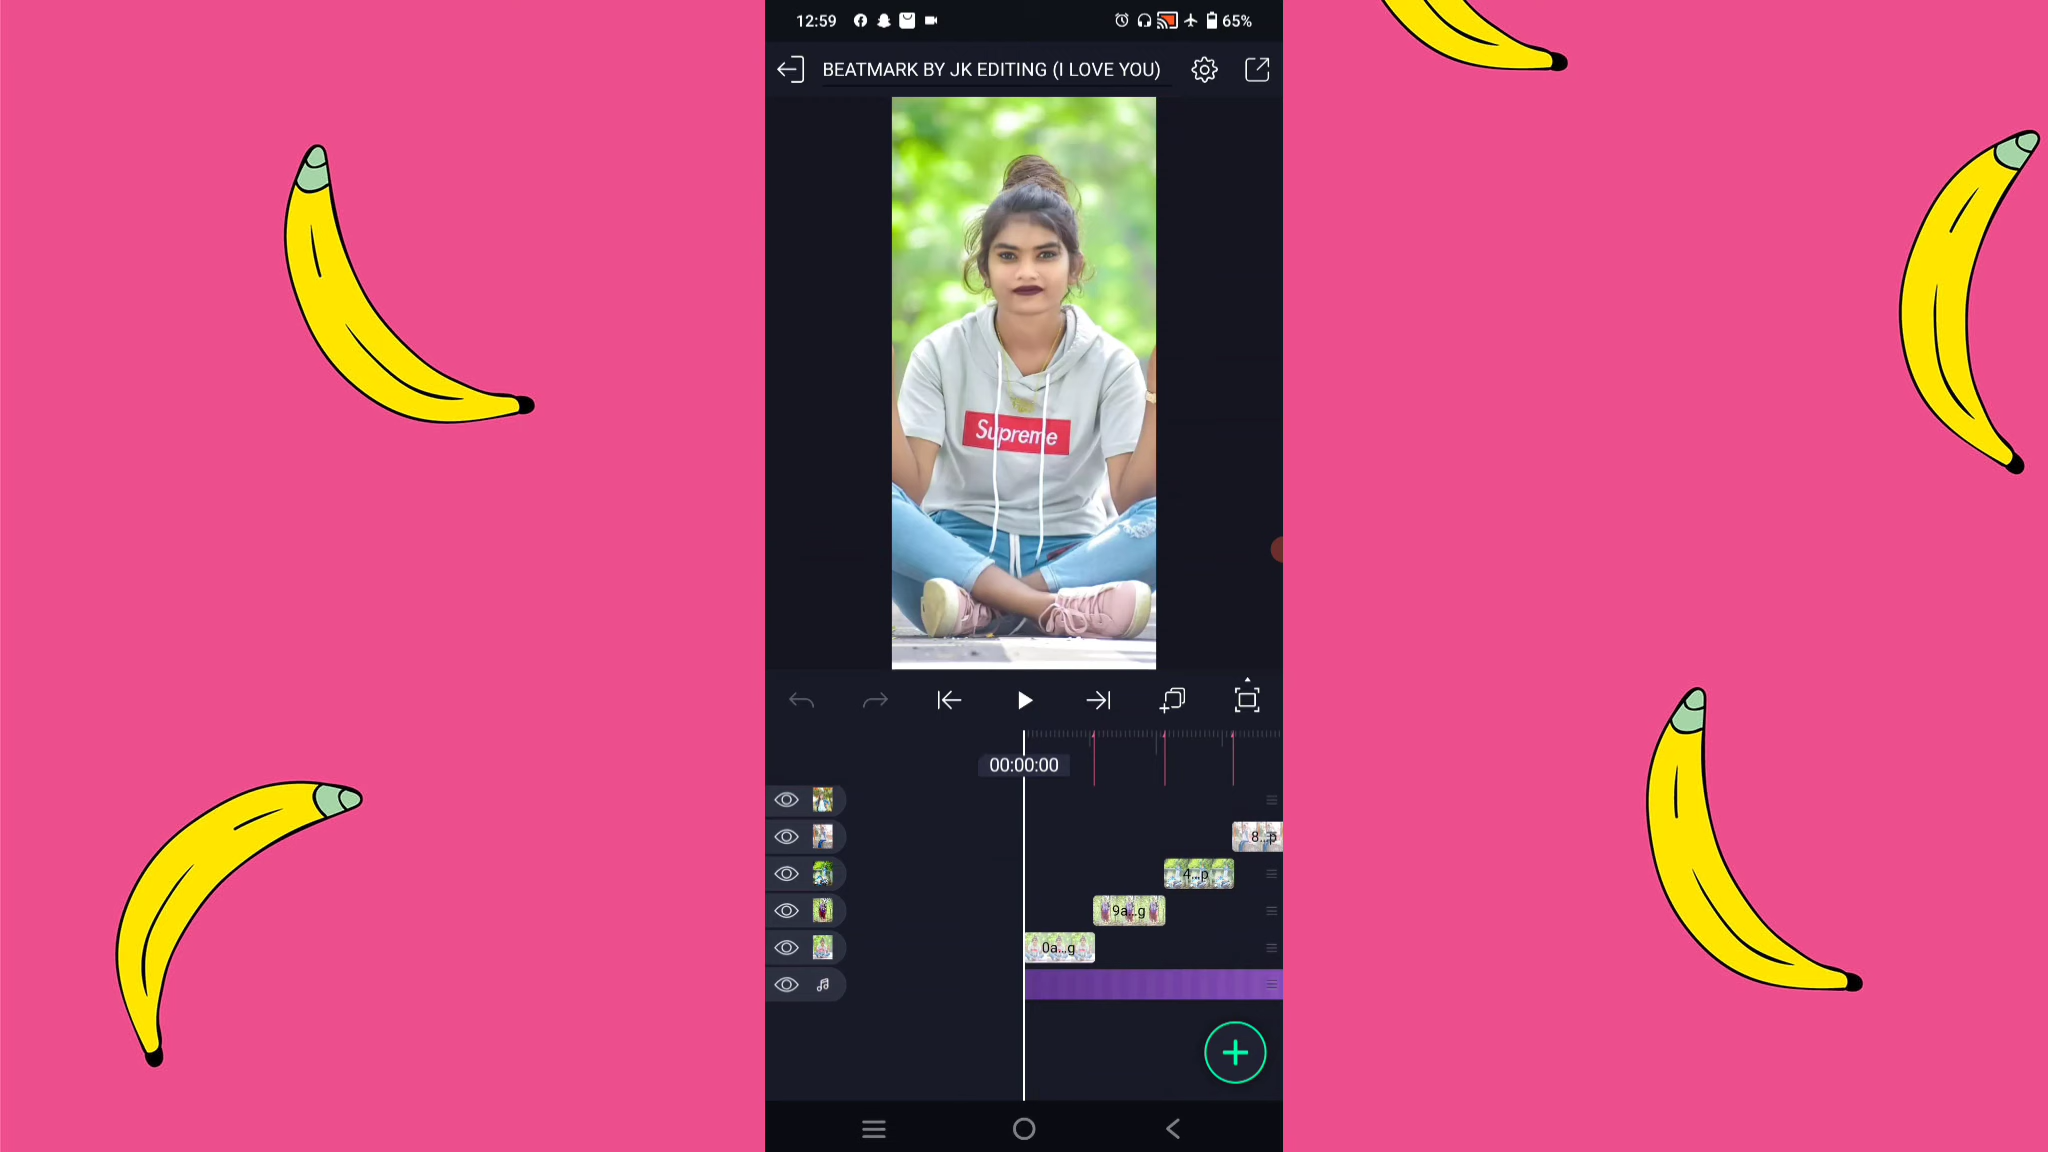 12:59
65%
BEATMARK BY JK EDITING (I LOVE YOU)
Supreme
00:00:00
8...p
4...p
9a...g
0a...g